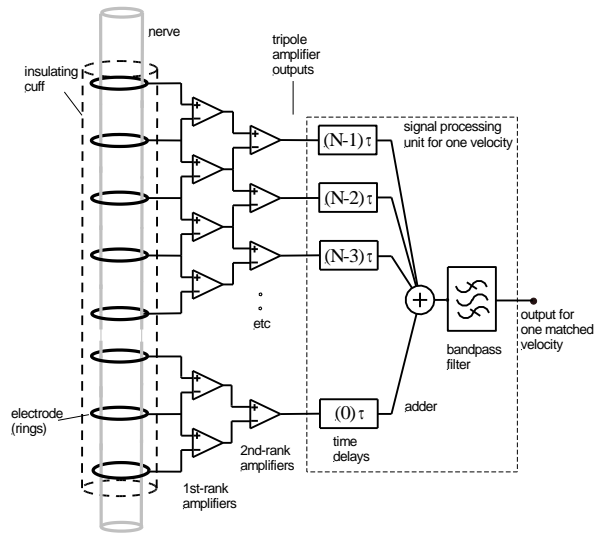 nerve
insulating
cuff
tripole
amplifier
outputs
signal processing
unit for one velocity
+
−
+
−
+
−
+
−
+
−
+
−
+
−
(N-1) τ
(N-2) τ
(N-3) τ
+
etc
output for
one matched
velocity
bandpass
filter
adder
+
−
+
−
+
−
(0) τ
electrode
(rings)
2nd-rank
amplifiers
time
delays
1st-rank
amplifiers